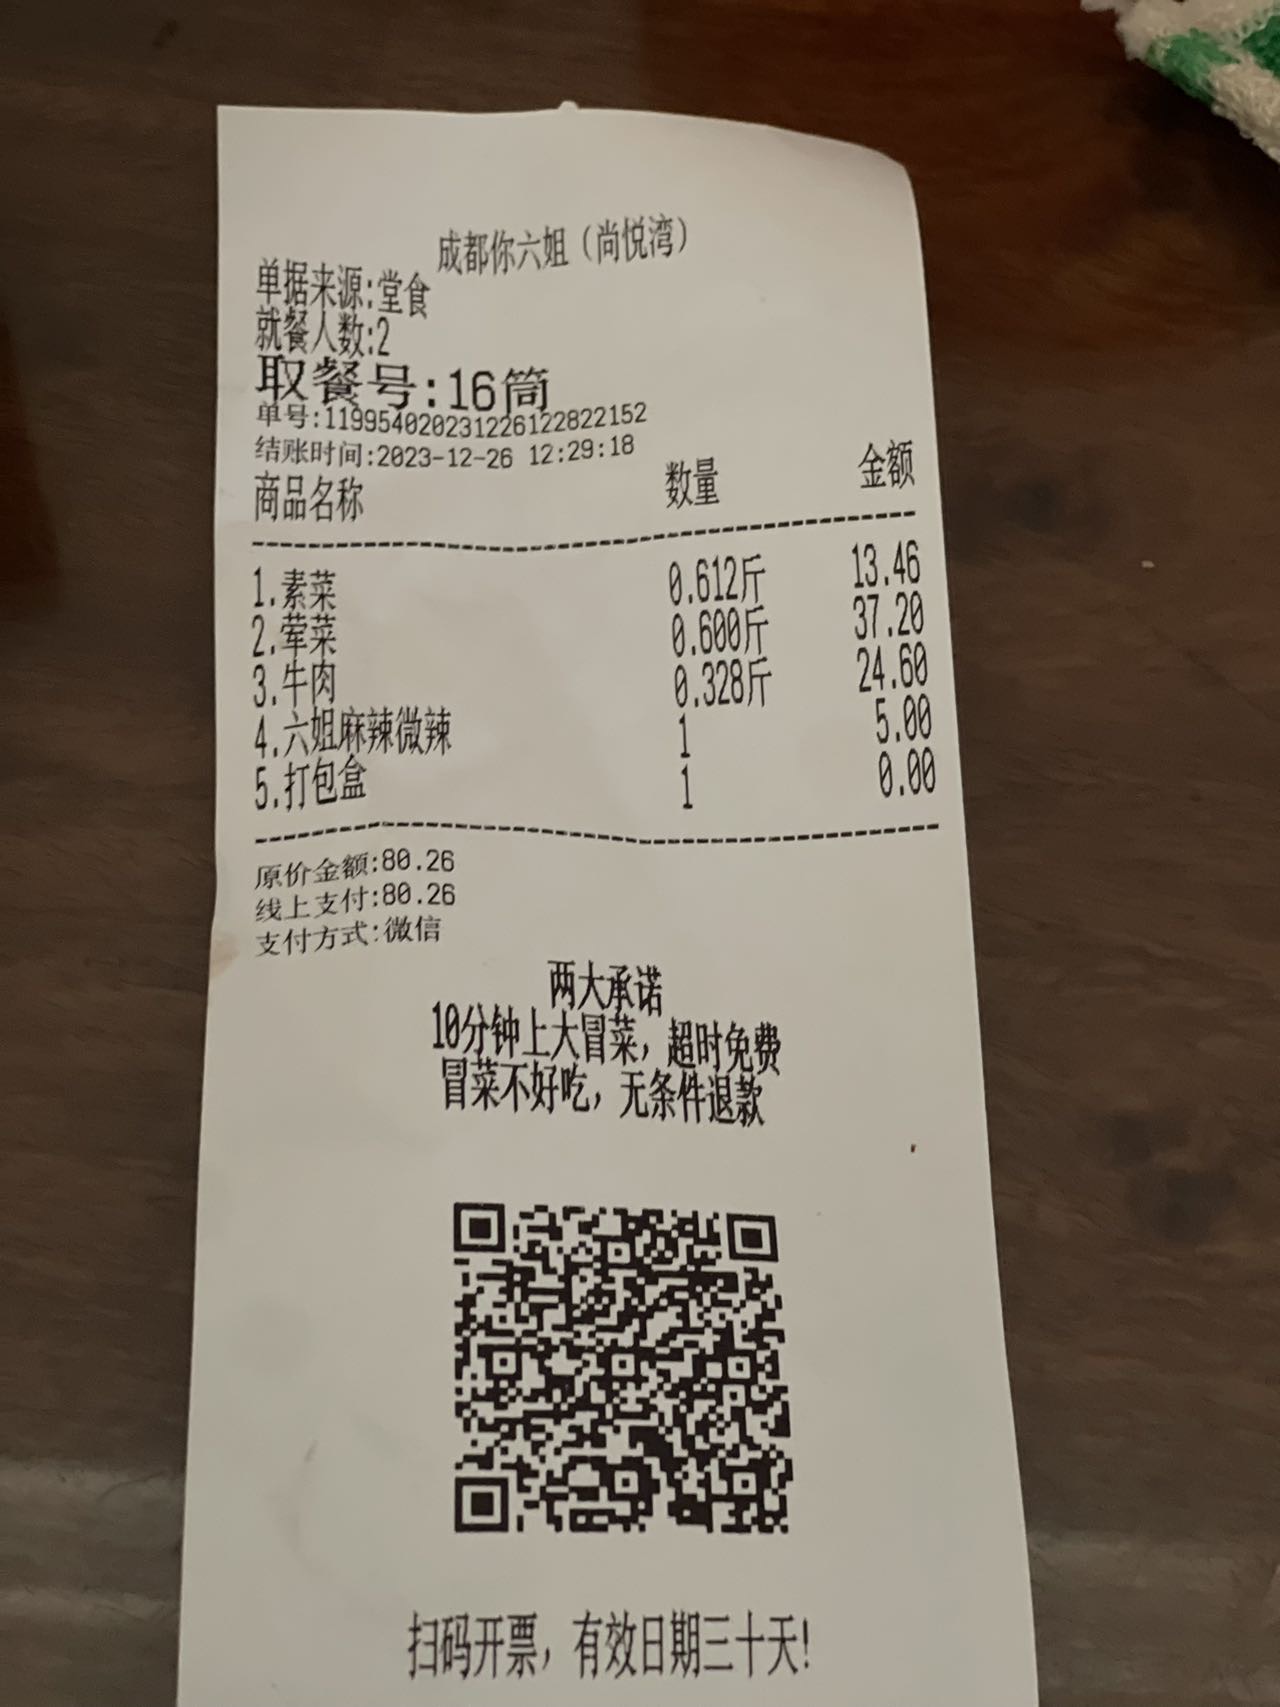 成都你六姐（尚悦湾）
单据来源:堂食
就餐人数:2
取餐号:16筒
单号:11995402023122612282​2152
结账时间:2023-12-26 12:29:18
商品名称 数量 金额
1.素菜 0.612斤 13.46
2.荤菜 0.600斤 37.20
3.牛肉 0.328斤 24.60
4.六姐麻辣微辣 1 5.00
5.打包盒 1 0.00
原价金额:80.26
线上支付:80.26
支付方式:微信
两大承诺
10分钟上大冒菜，超时免费
冒菜不好吃，无条件退款
扫码开票，有效日期三十天!